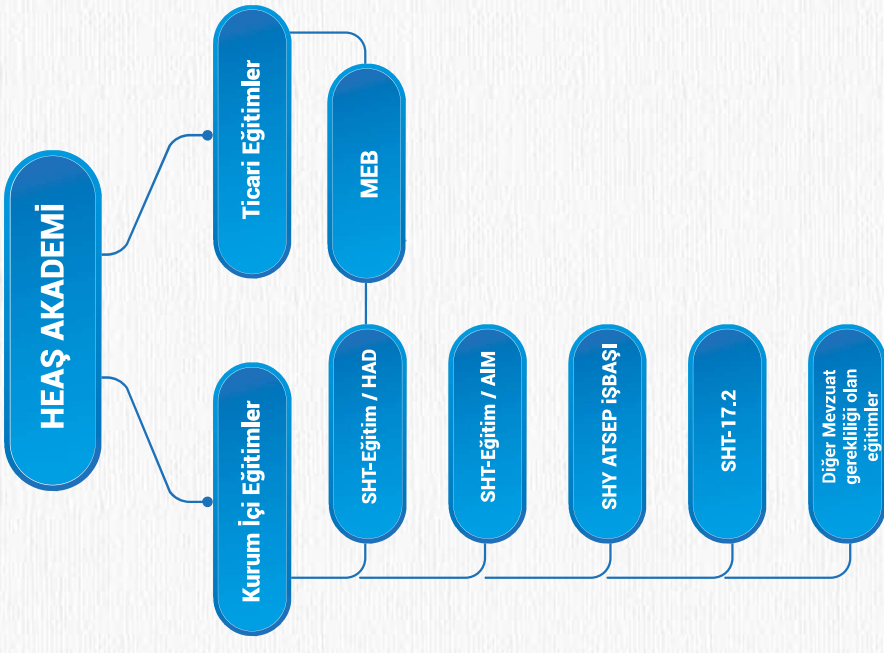 HEAŞ AKADEMİ
Kurum İçi Eğitimler
Ticari Eğitimler
SHT-Eğitim / HAD
MEB
SHT-Eğitim / AIM
SHY ATSEP iŞBAŞI
SHT-17.2
Diğer Mevzuat
gerekliliği olan
eğitimler